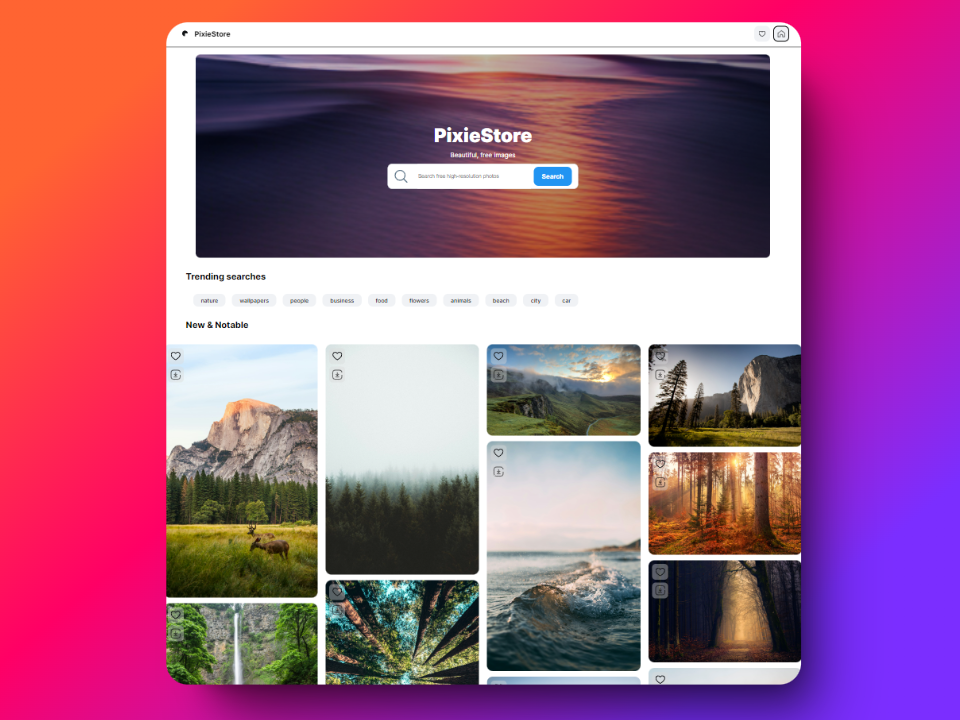 PixieStore
PixieStore
Beautiful, free images.
Search free high-resolution photos
Search
Trending searches
nature wallpapers people business food flowers animals beach city car
New & Notable